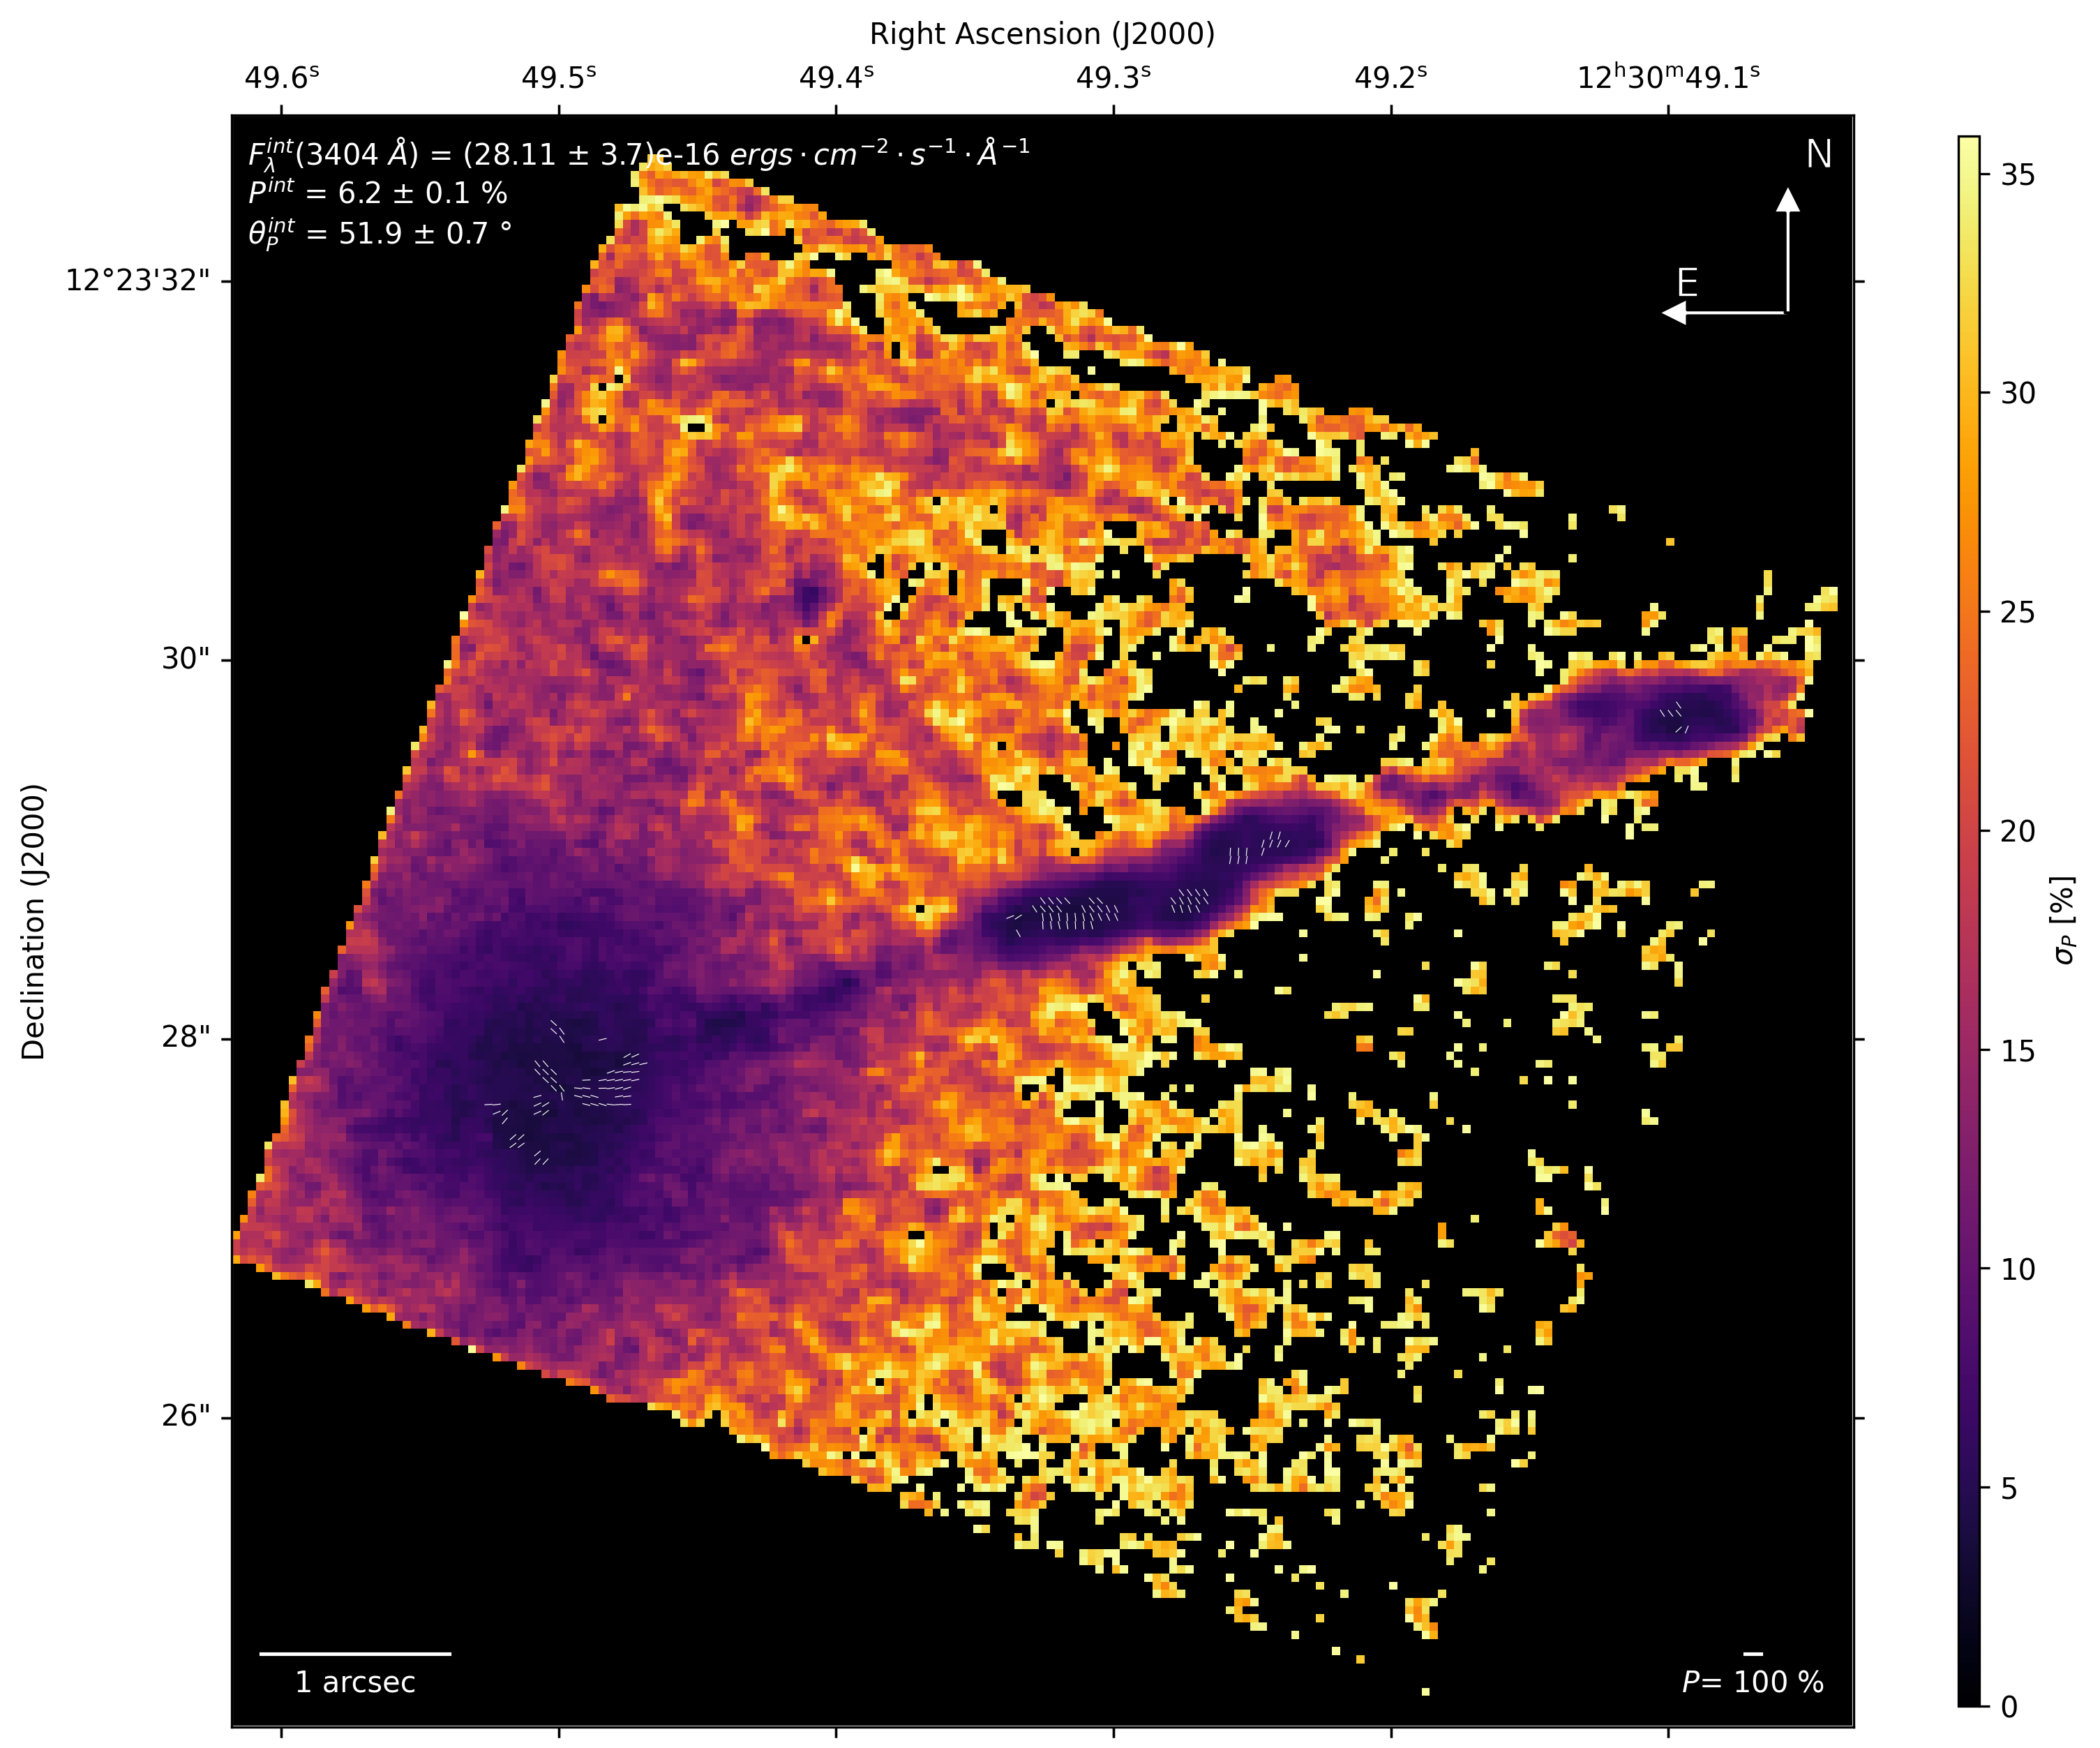 Right Ascension (J2000)
49.6ˢ 49.5ˢ 49.4ˢ 49.3ˢ 49.2ˢ 12ʰ30ᵐ49.1ˢ
F_λ^int(3404 Å) = (28.11 ± 3.7)e-16 ergs · cm⁻² · s⁻¹ · Å⁻¹
P^int = 6.2 ± 0.1 %
θ_P^int = 51.9 ± 0.7 °
N
E
12°23'32"
30"
28"
26"
Declination (J2000)
1 arcsec
P= 100 %
35
30
25
20
15
10
5
0
σ_P [%]